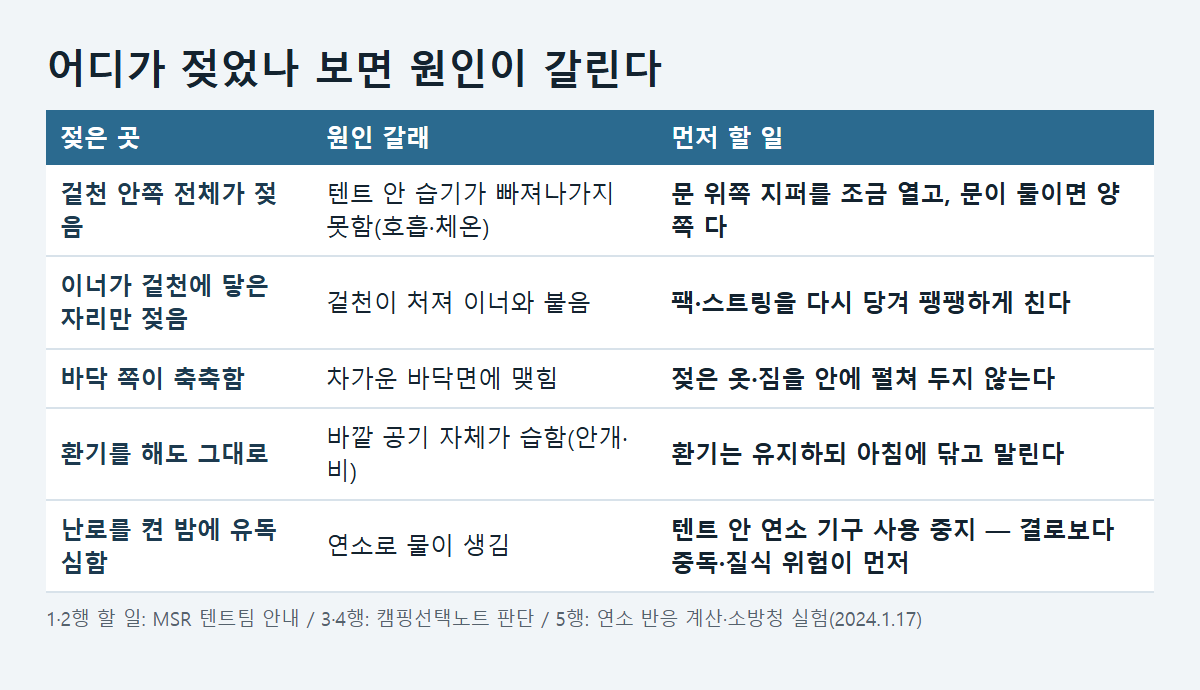 어디가 젖었나 보면 원인이 갈린다
젖은 곳 원인 갈래 먼저 할 일
겉천 안쪽 전체가 젖
음
텐트 안 습기가 빠져나가지
못함(호흡·체온)
문 위쪽 지퍼를 조금 열고, 문이 둘이면 양
쪽 다
이너가 겉천에 닿은
자리만 젖음
겉천이 처져 이너와 붙음
팩·스트링을 다시 당겨 팽팽하게 친다
바닥 쪽이 축축함
차가운 바닥면에 맺힘
젖은 옷·짐을 안에 펼쳐 두지 않는다
환기를 해도 그대로
바깥 공기 자체가 습함(안개·
비)
환기는 유지하되 아침에 닦고 말린다
난로를 켠 밤에 유독
심함
연소로 물이 생김
텐트 안 연소 기구 사용 중지 — 결로보다
중독·질식 위험이 먼저
1·2행 할 일: MSR 텐트팀 안내 / 3·4행: 캠핑선택노트 판단 / 5행: 연소 반응 계산·소방청 실험(2024.1.17)